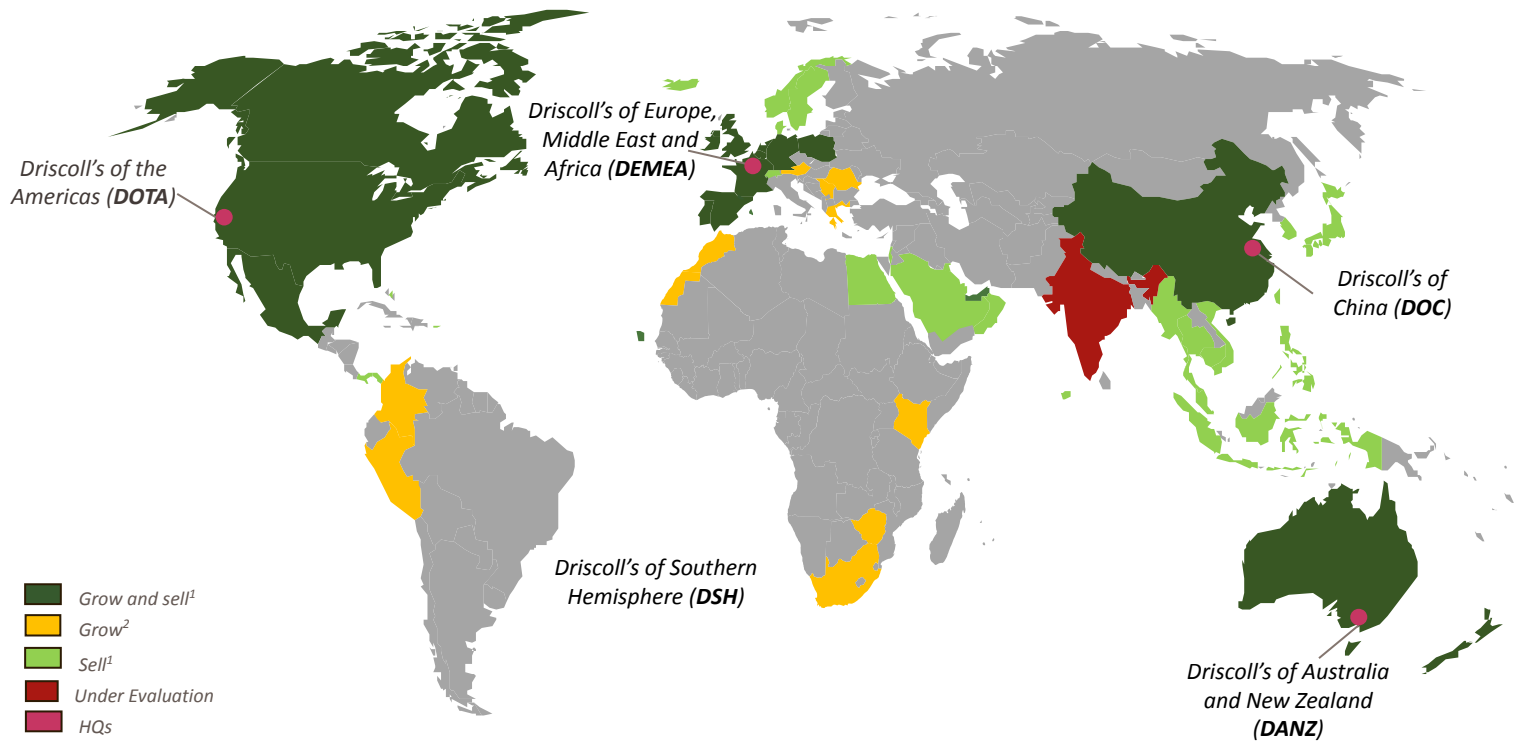 Driscoll's of the
Americas (DOTA)
Driscoll's of Europe,
Middle East and
Africa (DEMEA)
Driscoll's of
China (DOC)
Driscoll's of Southern
Hemisphere (DSH)
Driscoll's of Australia
and New Zealand
(DANZ)
Grow and sell¹
Grow²
Sell¹
Under Evaluation
HQs